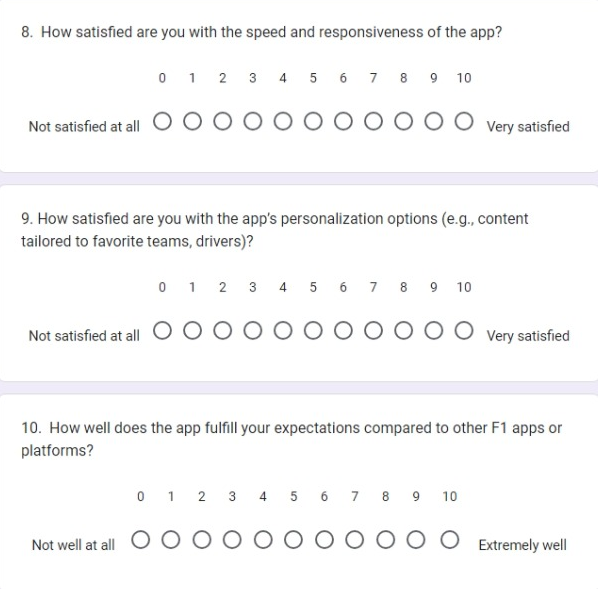 8. How satisfied are you with the speed and responsiveness of the app?
0 1 2 3 4 5 6 7 8 9 10
Not satisfied at all Very satisfied
9. How satisfied are you with the app's personalization options (e.g., content
tailored to favorite teams, drivers)?
0 1 2 3 4 5 6 7 8 9 10
Not satisfied at all Very satisfied
10. How well does the app fulfill your expectations compared to other F1 apps or
platforms?
0 1 2 3 4 5 6 7 8 9 10
Not well at all Extremely well